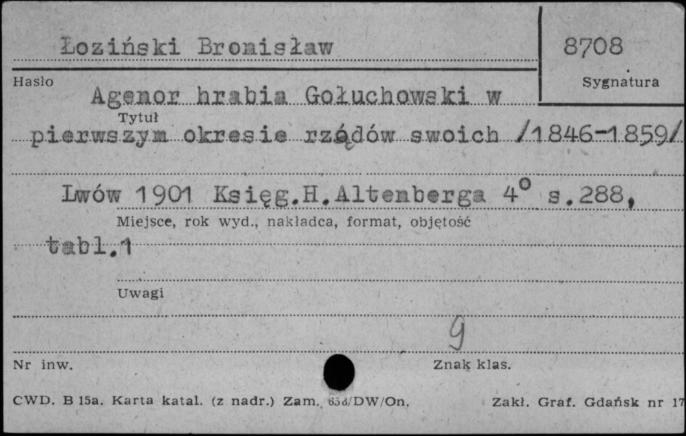 Łoziński Bronisław 8708
Hasło Sygnatura
Agenor hrabia Gołuchowski w
Tytuł
pierwszym okresie rządów swoich /1846-1859/
Lwów 1901 Księg.H.Altenberga 4° s.288,
Miejsce, rok wyd., nakładca, format, objętość
tabl.1
Uwagi
9
Nr inw. Znak klas.
CWD. B 15a. Karta katal. (z nadr.) Zam. /DW/On. Zakł. Graf. Gdańsk nr 17